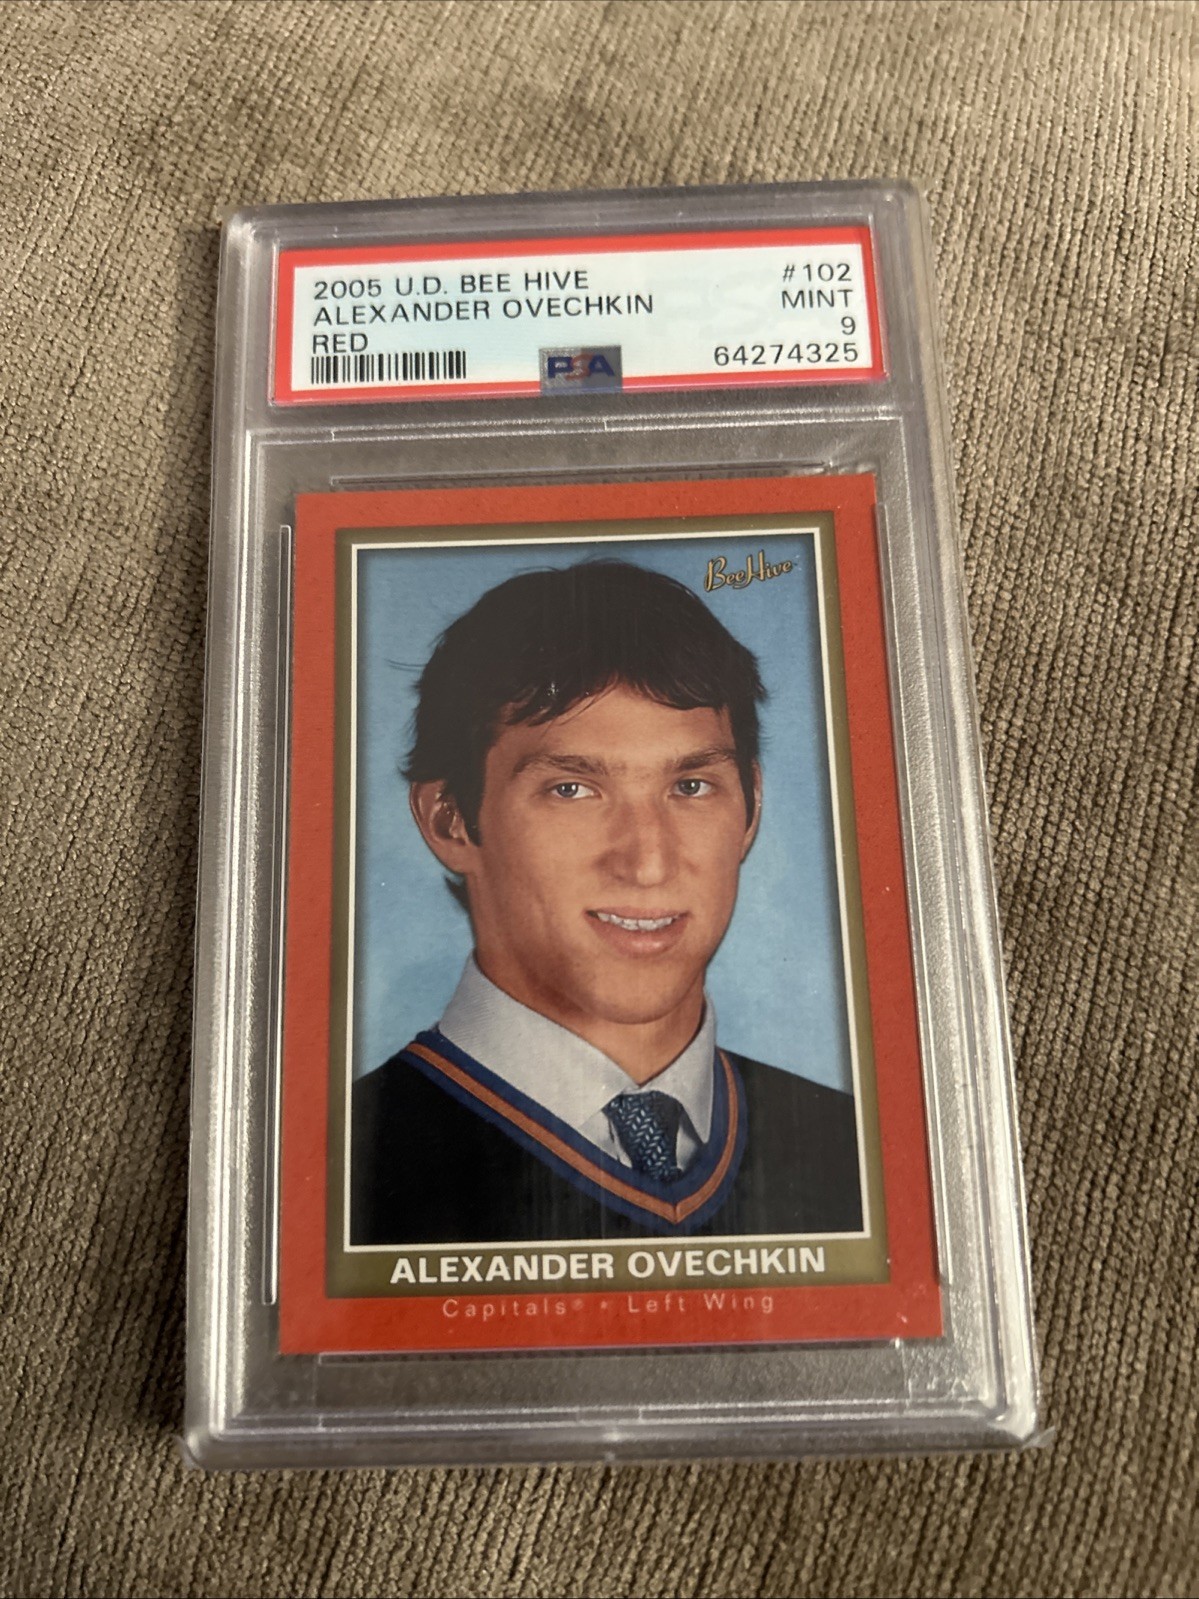 2005 U.D. BEE HIVE #102
ALEXANDER OVECHKIN MINT
RED 9
PSA 64274325
BeeHive
ALEXANDER OVECHKIN
Capitals® • Left Wing